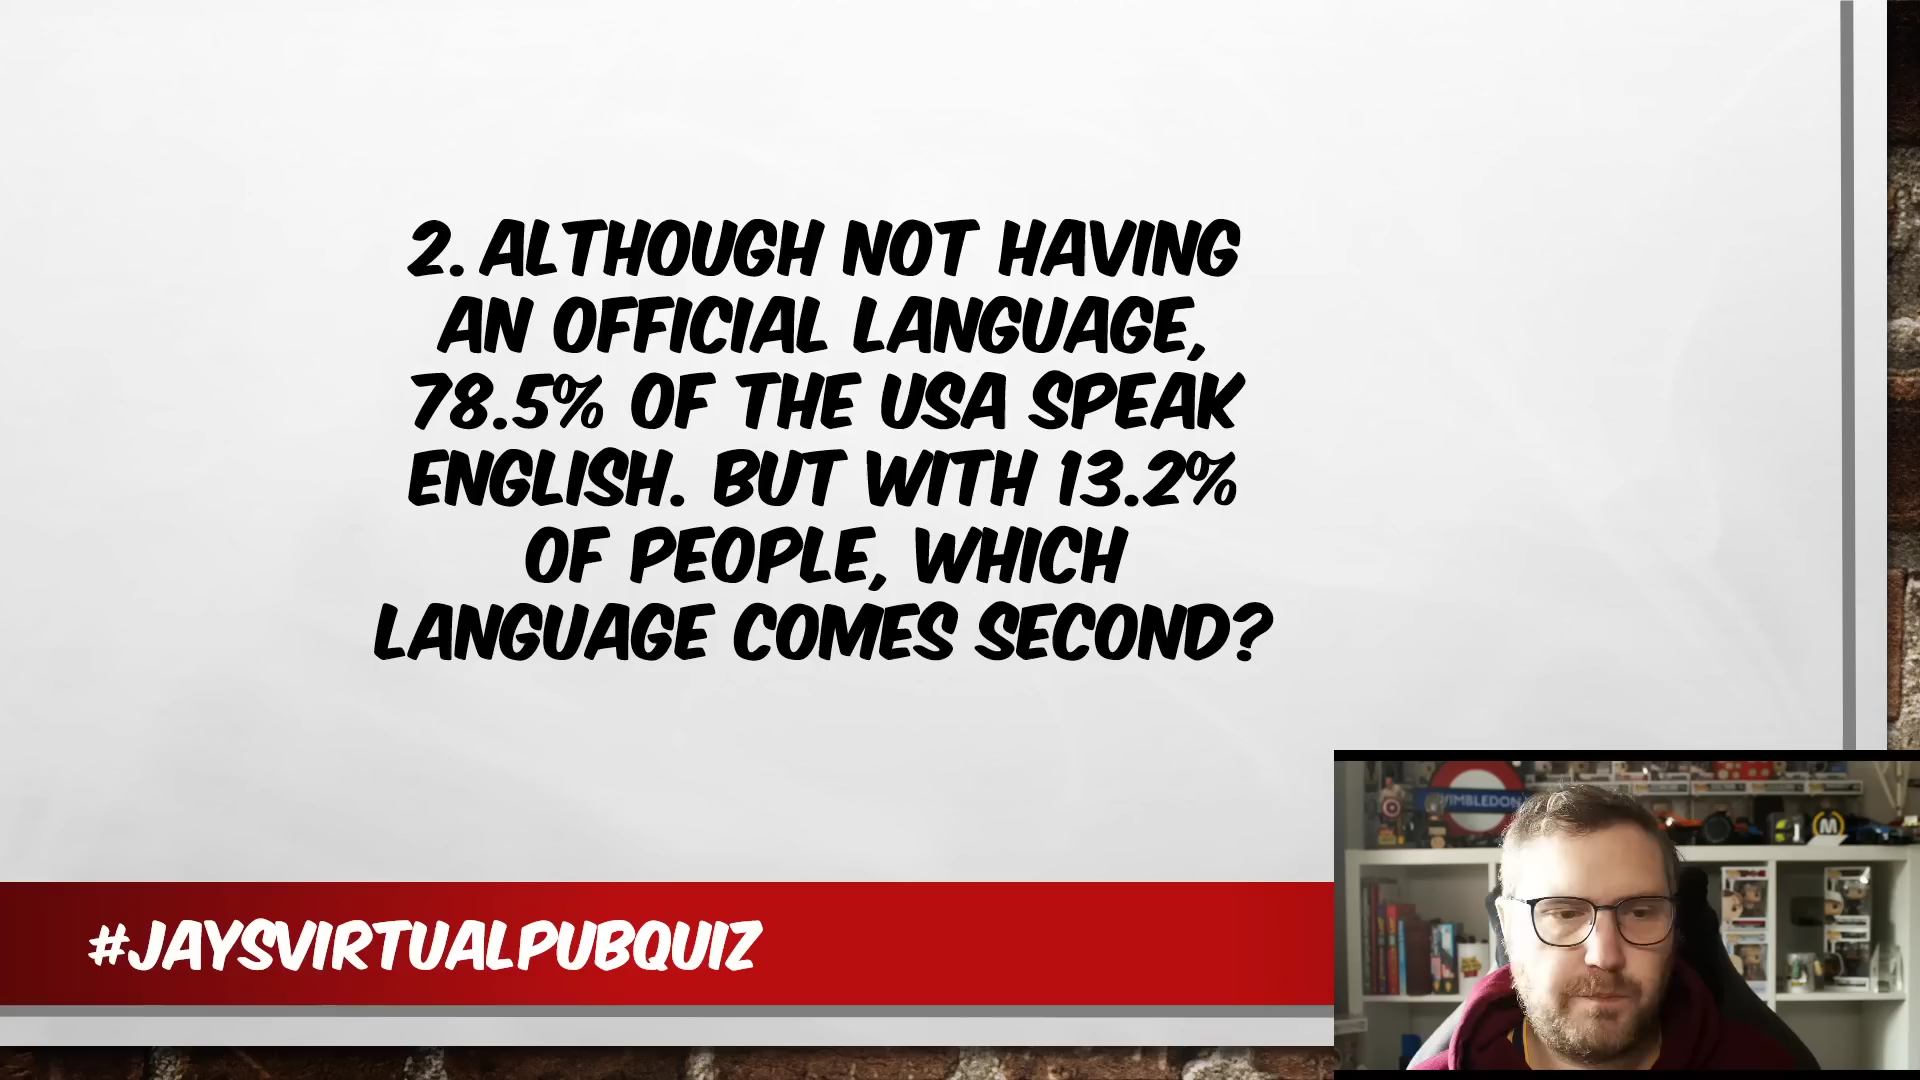 2. ALTHOUGH NOT HAVING
AN OFFICIAL LANGUAGE,
78.5% OF THE USA SPEAK
ENGLISH. BUT WITH 13.2%
OF PEOPLE, WHICH
LANGUAGE COMES SECOND?
#JAYSVIRTUALPUBQUIZ
WIMBLEDON
M